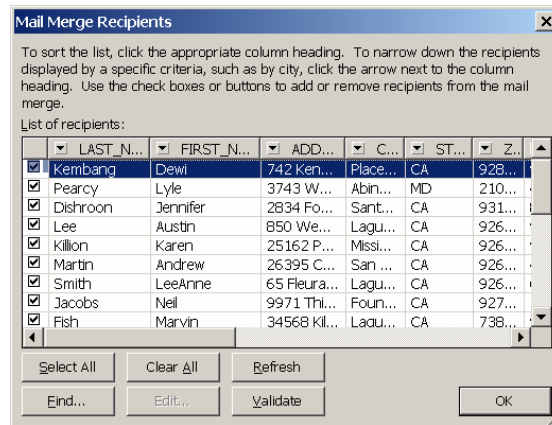 Mail Merge Recipients
To sort the list, click the appropriate column heading. To narrow down the recipients
displayed by a specific criteria, such as by city, click the arrow next to the column
heading. Use the check boxes or buttons to add or remove recipients from the mail
merge.
List of recipients:
LAST_N... FIRST_N... ADD... C... ST... Z...
Kembang Dewi 742 Ken... Place... CA 928...
Pearcy Lyle 3743 W... Abin... MD 210...
Dishroon Jennifer 2834 Fo... Sant... CA 931...
Lee Austin 850 We... Lagu... CA 926...
Killion Karen 25162 P... Missi... CA 926...
Martin Andrew 26395 C... San ... CA 926...
Smith LeeAnne 65 Fleura... Lagu... CA 926...
Jacobs Neil 9971 Thi... Foun... CA 927...
Fish Marvin 34568 Kil... Lagu... CA 738...
Select All Clear All Refresh
Find... Edit... Validate OK